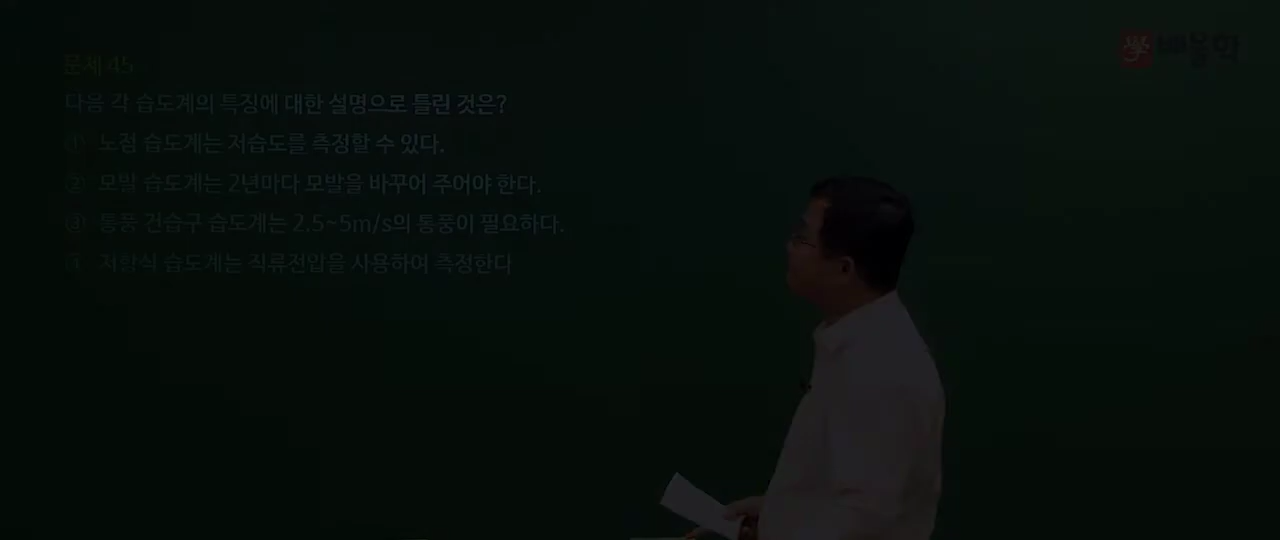 문제 45
學 배울학
다음 각 습도계의 특징에 대한 설명으로 틀린 것은?
① 노점 습도계는 저습도를 측정할 수 있다.
② 모발 습도계는 2년마다 모발을 바꾸어 주어야 한다.
③ 통풍 건습구 습도계는 2.5~5m/s의 통풍이 필요하다.
④ 저항식 습도계는 직류전압을 사용하여 측정한다